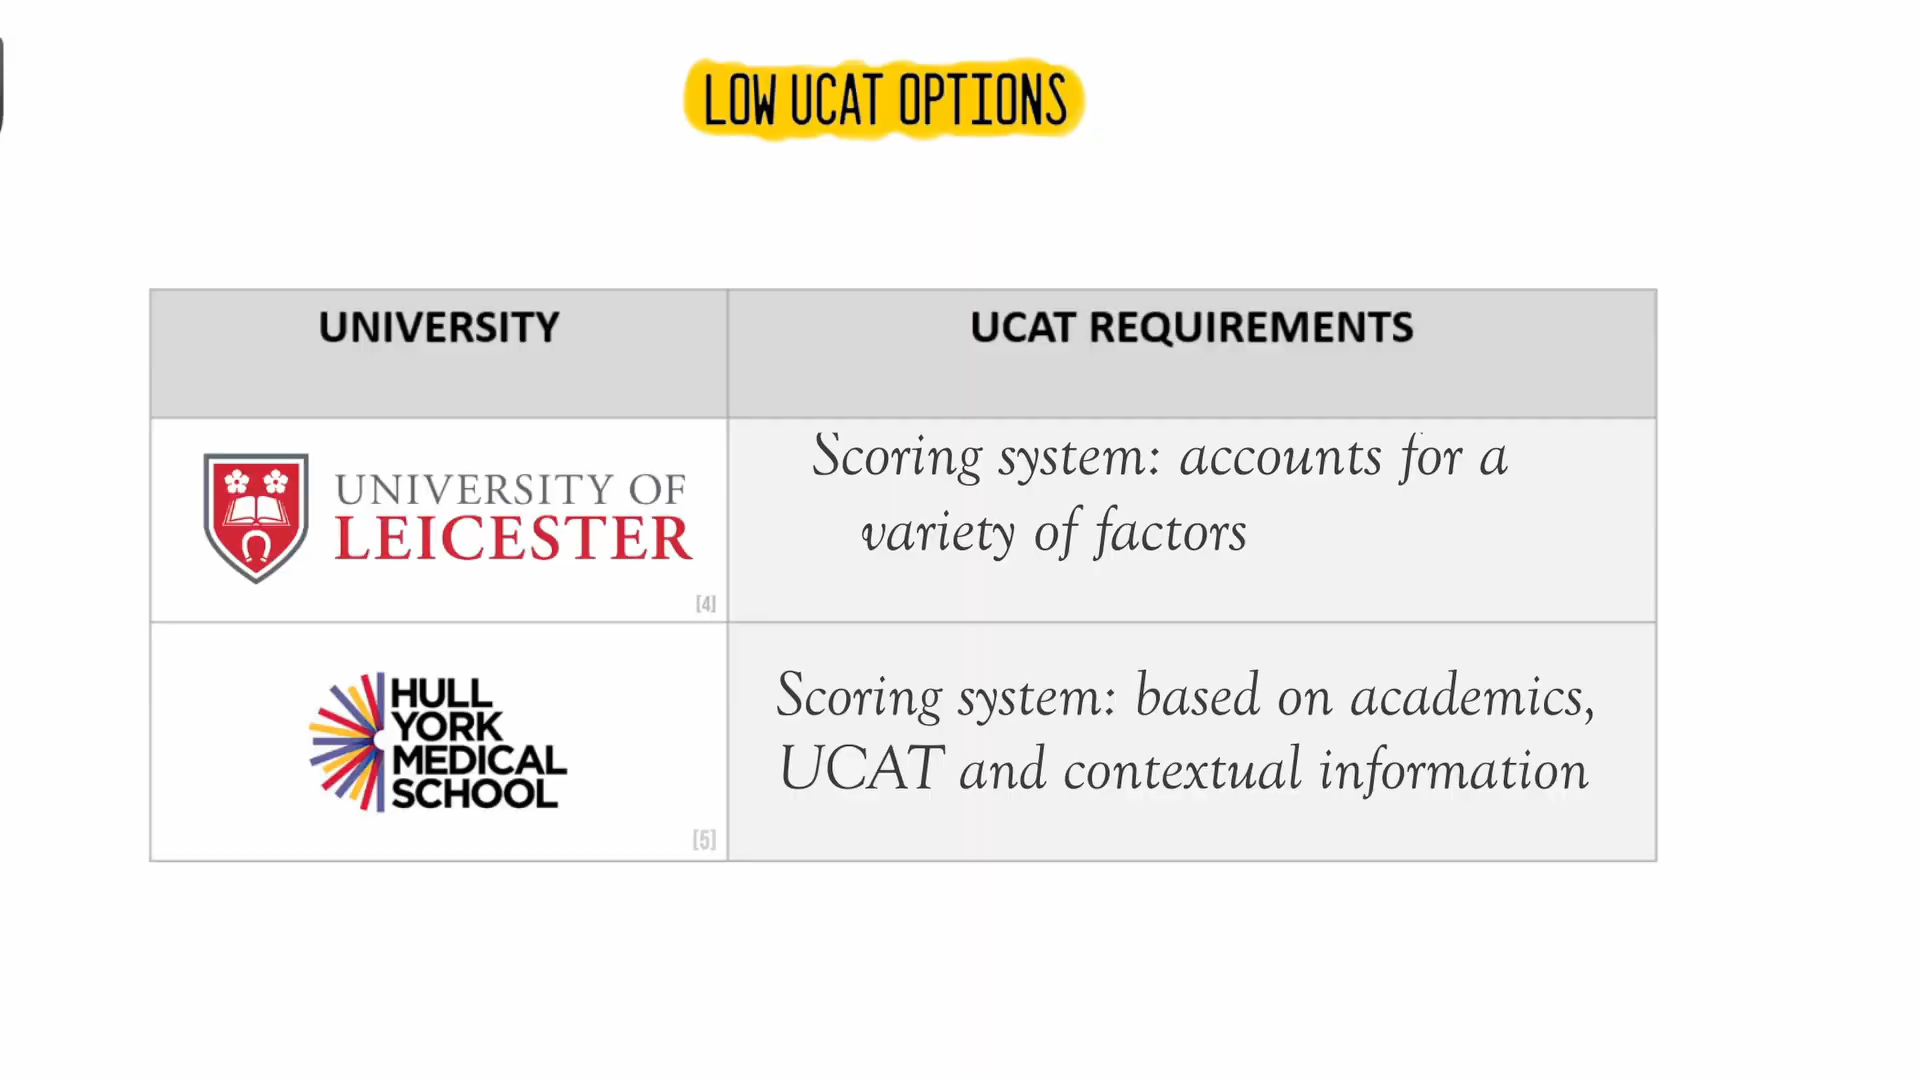 LOW UCAT OPTIONS
UNIVERSITY
UCAT REQUIREMENTS
UNIVERSITY OF
LEICESTER
[4]
Scoring system: accounts for a
variety of factors
HULL
YORK
MEDICAL
SCHOOL
[5]
Scoring system: based on academics,
UCAT and contextual information